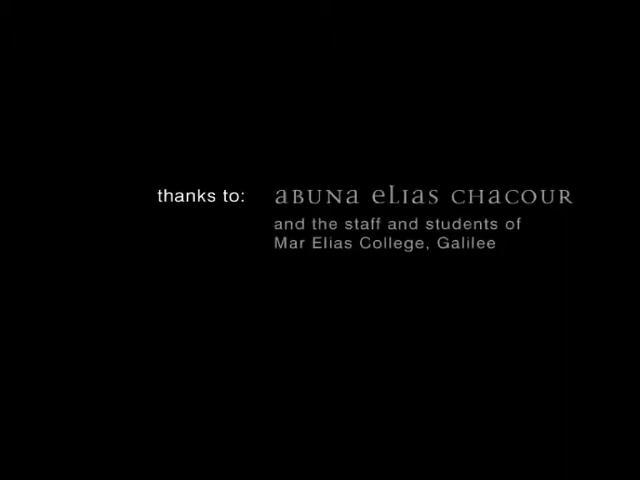 thanks to: abuna elias chacour
and the staff and students of
Mar Elias College, Galilee